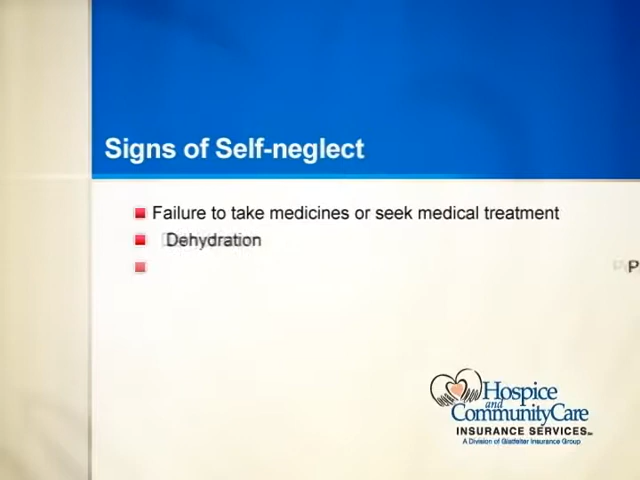 Signs of Self-neglect
Failure to take medicines or seek medical treatment
Dehydration
P
Hospice
and
CommunityCare
INSURANCE SERVICES
A Division of Glatfelter Insurance Group